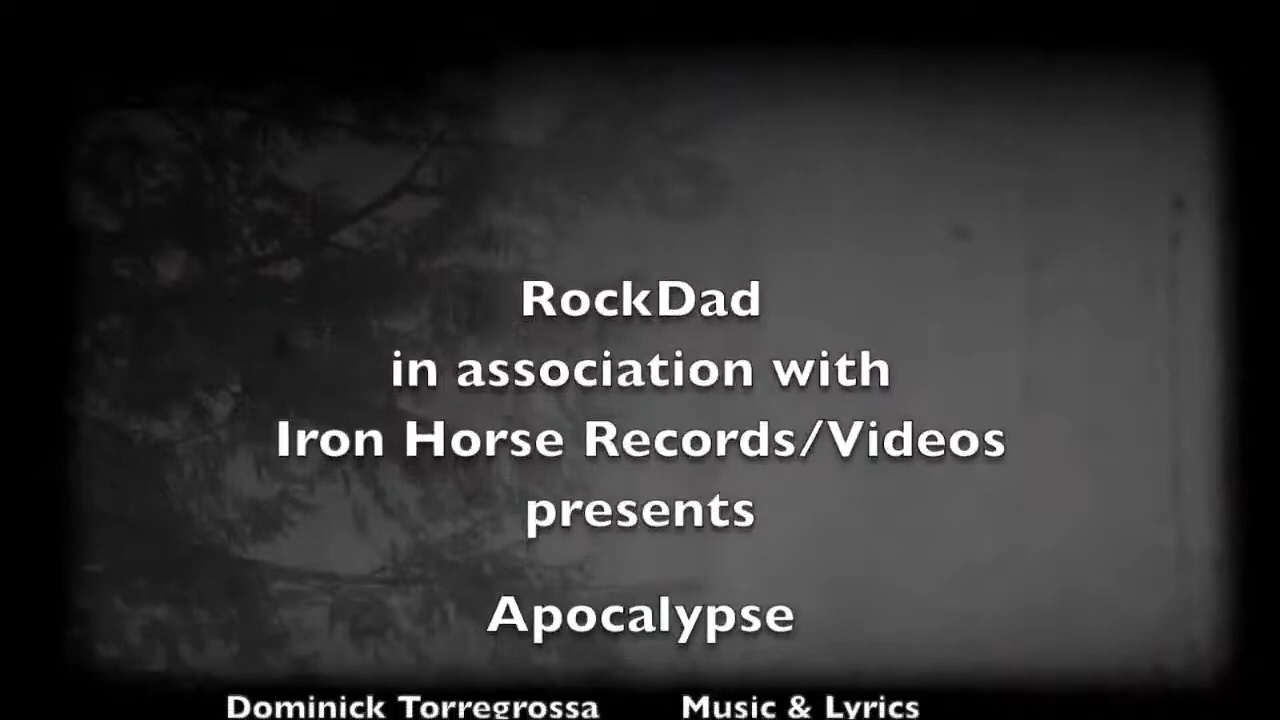 RockDad
in association with
Iron Horse Records/Videos
presents
Apocalypse
Dominick Torregrossa Music & Lyrics